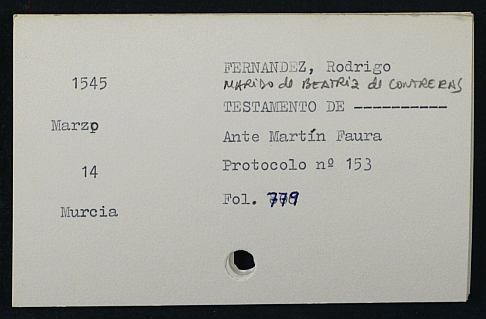 FERNANDEZ, Rodrigo
1545
MARIDO de BEATRIZ de CONTRERAS
TESTAMENTO DE ----------
Marzo
Ante Martín Faura
14
Protocolo nº 153
Murcia
Fol. 779